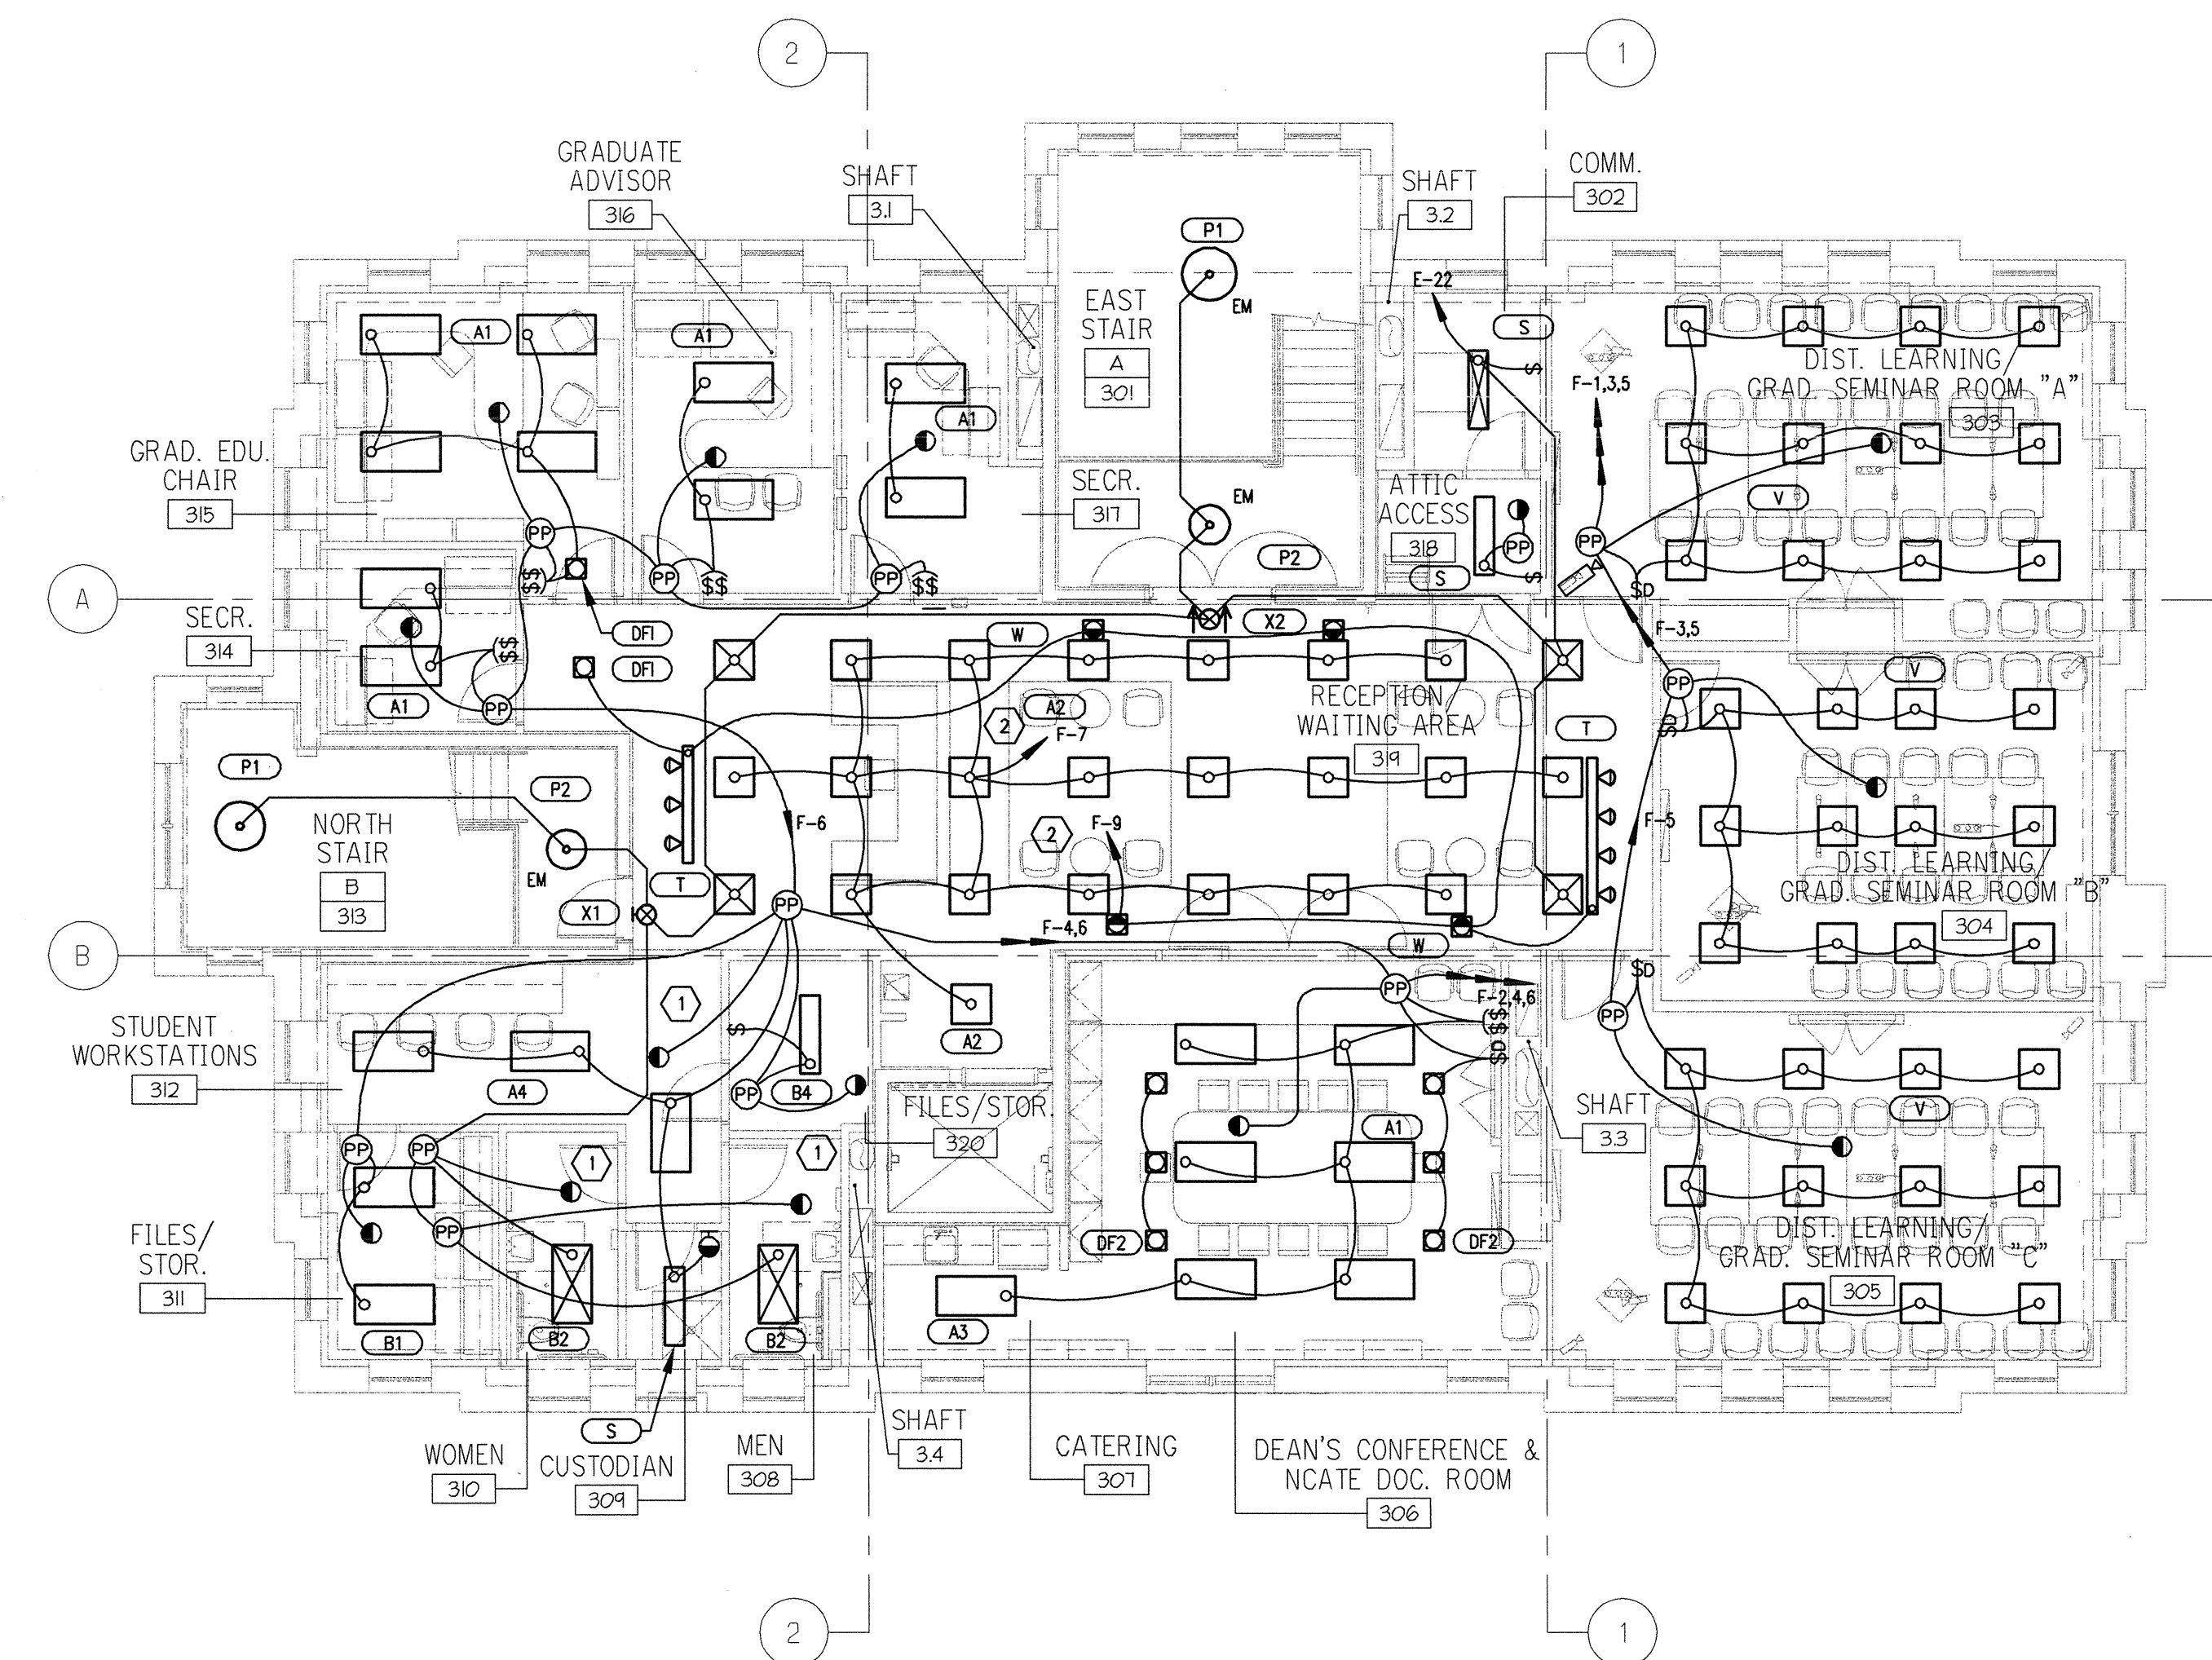 2
1
GRADUATE
ADVISOR
316
SHAFT
3.1
SHAFT
3.2
COMM.
302
P1
EM
F-22
S
$
EAST
STAIR
A
301
A1
A1
A1
F-1,3,5
DIST. LEARNING/
GRAD. SEMINAR ROOM "A"
303
GRAD. EDU.
CHAIR
315
SECR.
317
EM
P2
ATTIC
ACCESS
318
S
$
V
PP
PP
PP
PP
PP
$$
$$
$$
$D
A
SECR.
314
DF1
DF1
W
X2
F-3,5
$$
A1
PP
PP
$D
V
A2
2
F-7
RECEPTION/
WAITING AREA
319
T
P1
P2
NORTH
STAIR
B
313
EM
X1
T
F-6
2
F-9
F-5
DIST. LEARNING/
GRAD. SEMINAR ROOM "B"
304
B
PP
F-4,6
W
PP
F-2,4,6
$D
PP
STUDENT
WORKSTATIONS
312
1
$
A2
$$
$D
A4
PP
B4
FILES/STOR.
320
A1
SHAFT
3.3
V
PP
PP
1
1
FILES/
STOR.
311
PP
DF2
DF2
DIST. LEARNING/
GRAD. SEMINAR ROOM "C"
305
B1
B2
B2
A3
S
WOMEN
310
CUSTODIAN
309
MEN
308
SHAFT
3.4
CATERING
307
DEAN'S CONFERENCE &
NCATE DOC. ROOM
306
2
1